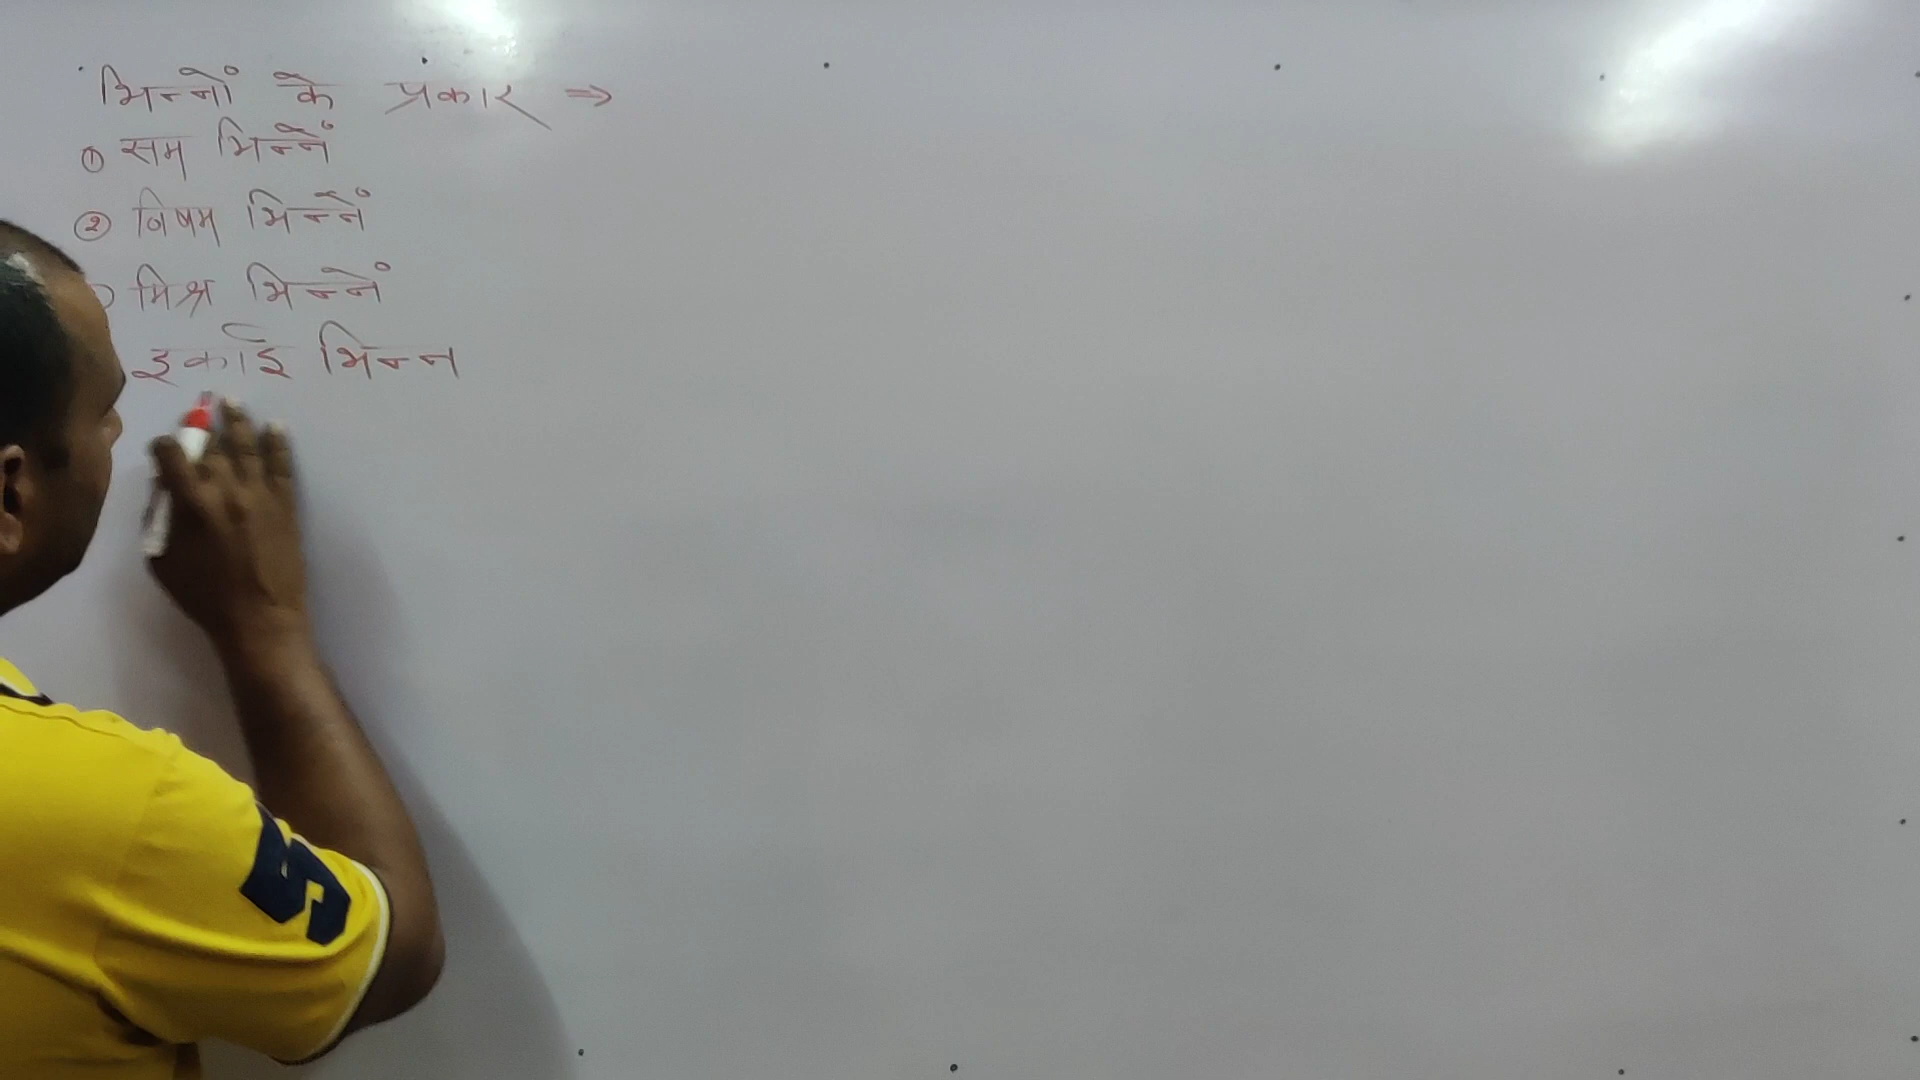 भिन्नों के प्रकार ⇒
① सम भिन्नें
② विषम भिन्नें
मिश्र भिन्नें
इकाई भिन्न